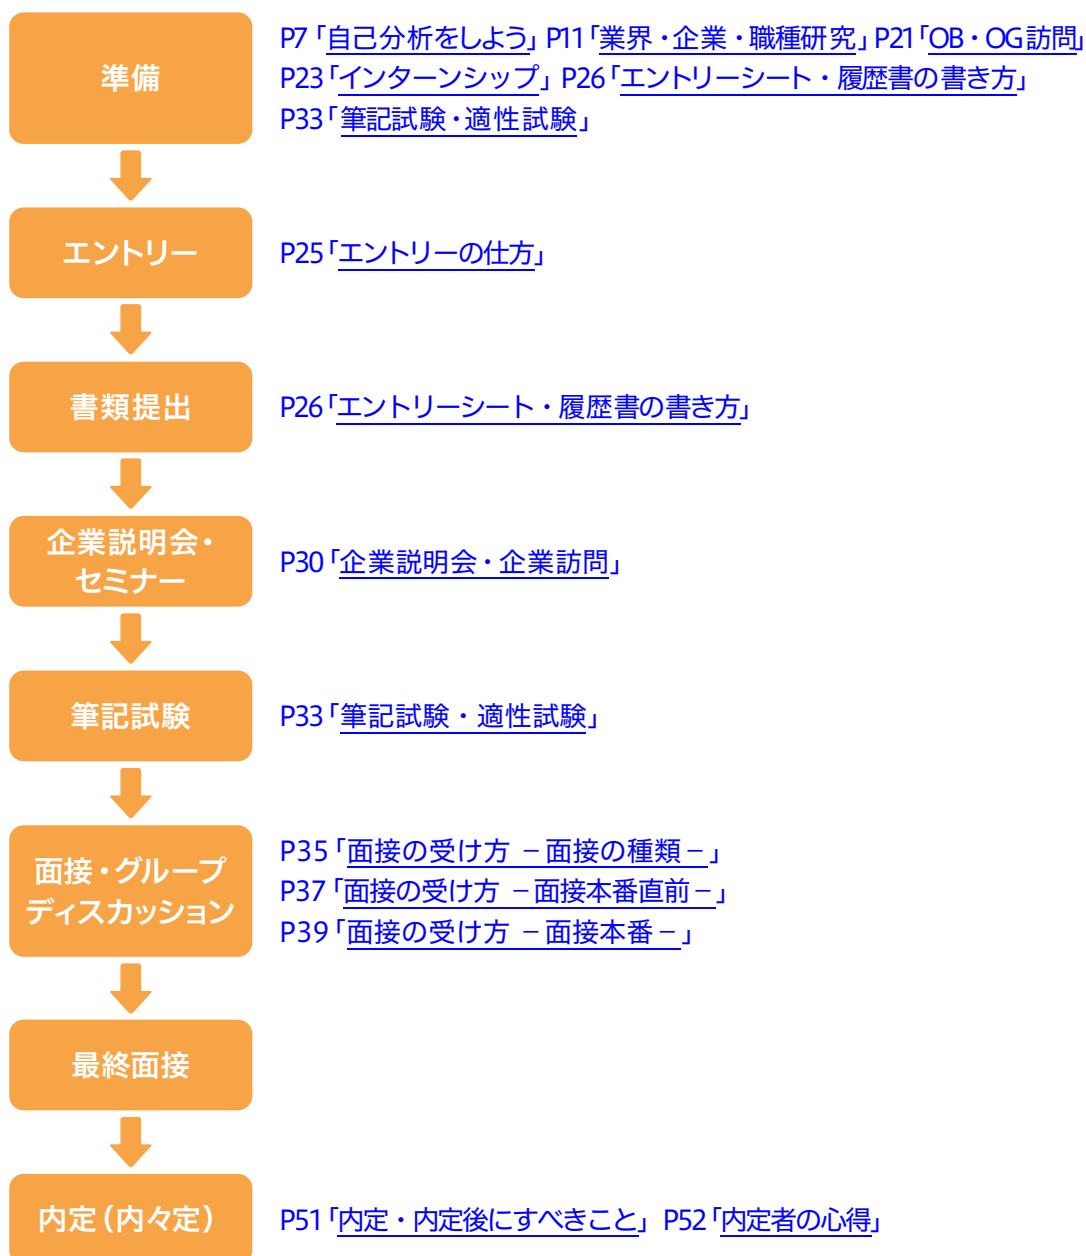 準備
P7「自己分析をしよう」 P11「業界・企業・職種研究」 P21「OB・OG訪問」
P23「インターンシップ」 P26「エントリーシート・履歴書の書き方」
P33「筆記試験・適性試験」
エントリー
P25「エントリーの仕方」
書類提出
P26「エントリーシート・履歴書の書き方」
企業説明会・
セミナー
P30「企業説明会・企業訪問」
筆記試験
P33「筆記試験・適性試験」
面接・グループ
ディスカッション
P35「面接の受け方 －面接の種類－」
P37「面接の受け方 －面接本番直前－」
P39「面接の受け方 －面接本番－」
最終面接
内定(内々定)
P51「内定・内定後にすべきこと」 P52「内定者の心得」